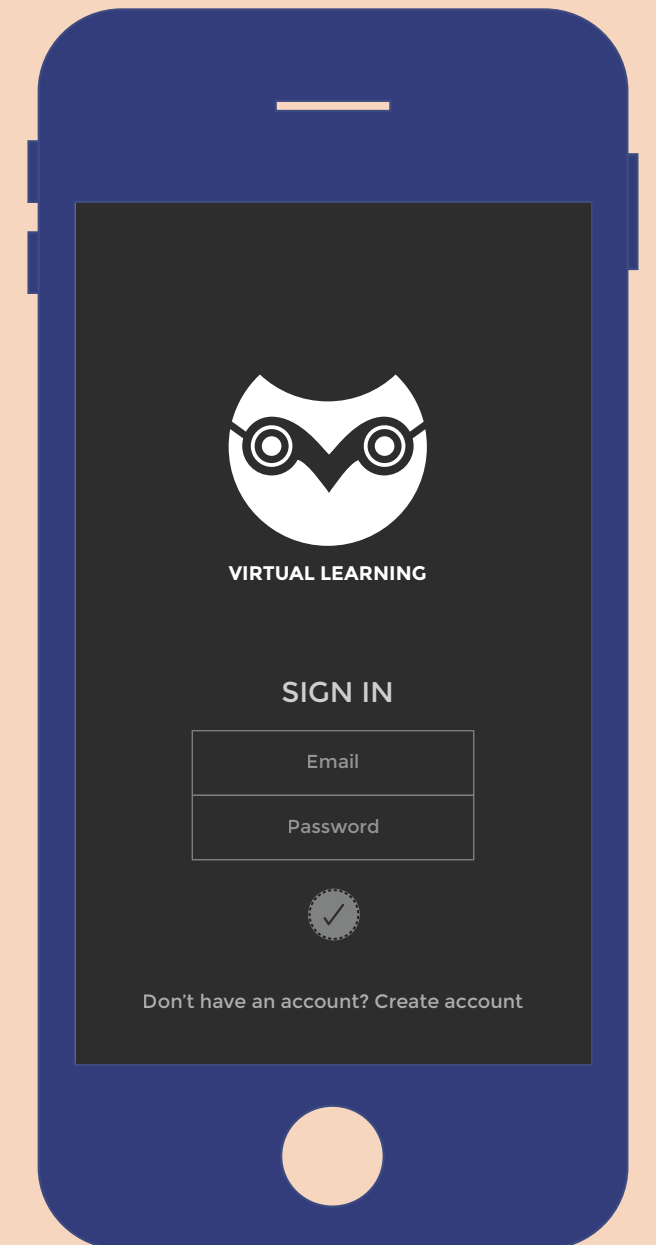 VIRTUAL LEARNING
SIGN IN
Email
Password
Don’t have an account? Create account